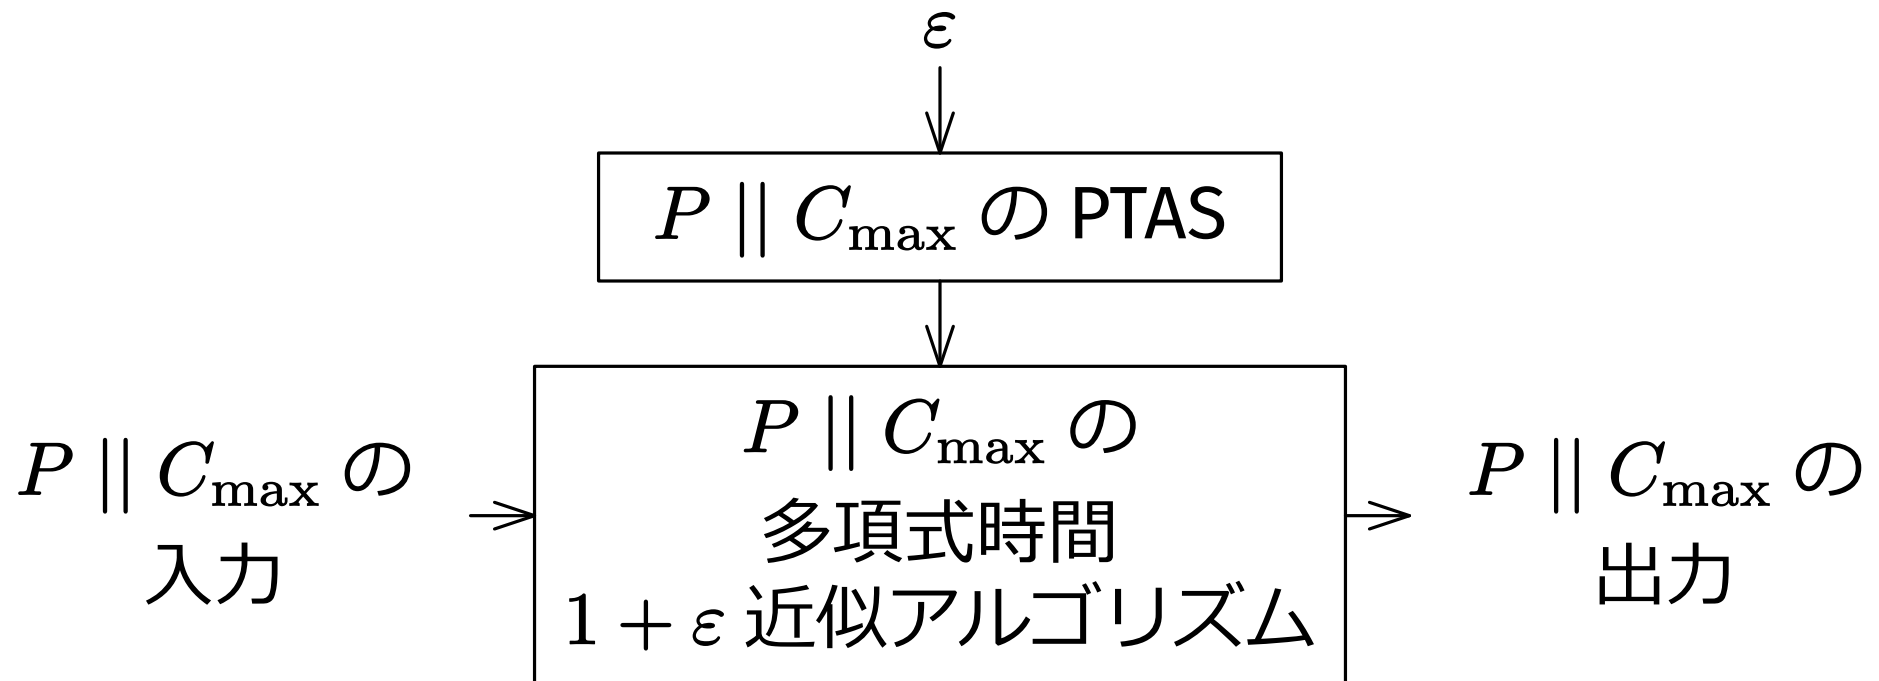 ε
P || C_max の PTAS
P || C_max の
多項式時間
1 + ε 近似アルゴリズム
P || C_max の
入力
P || C_max の
出力